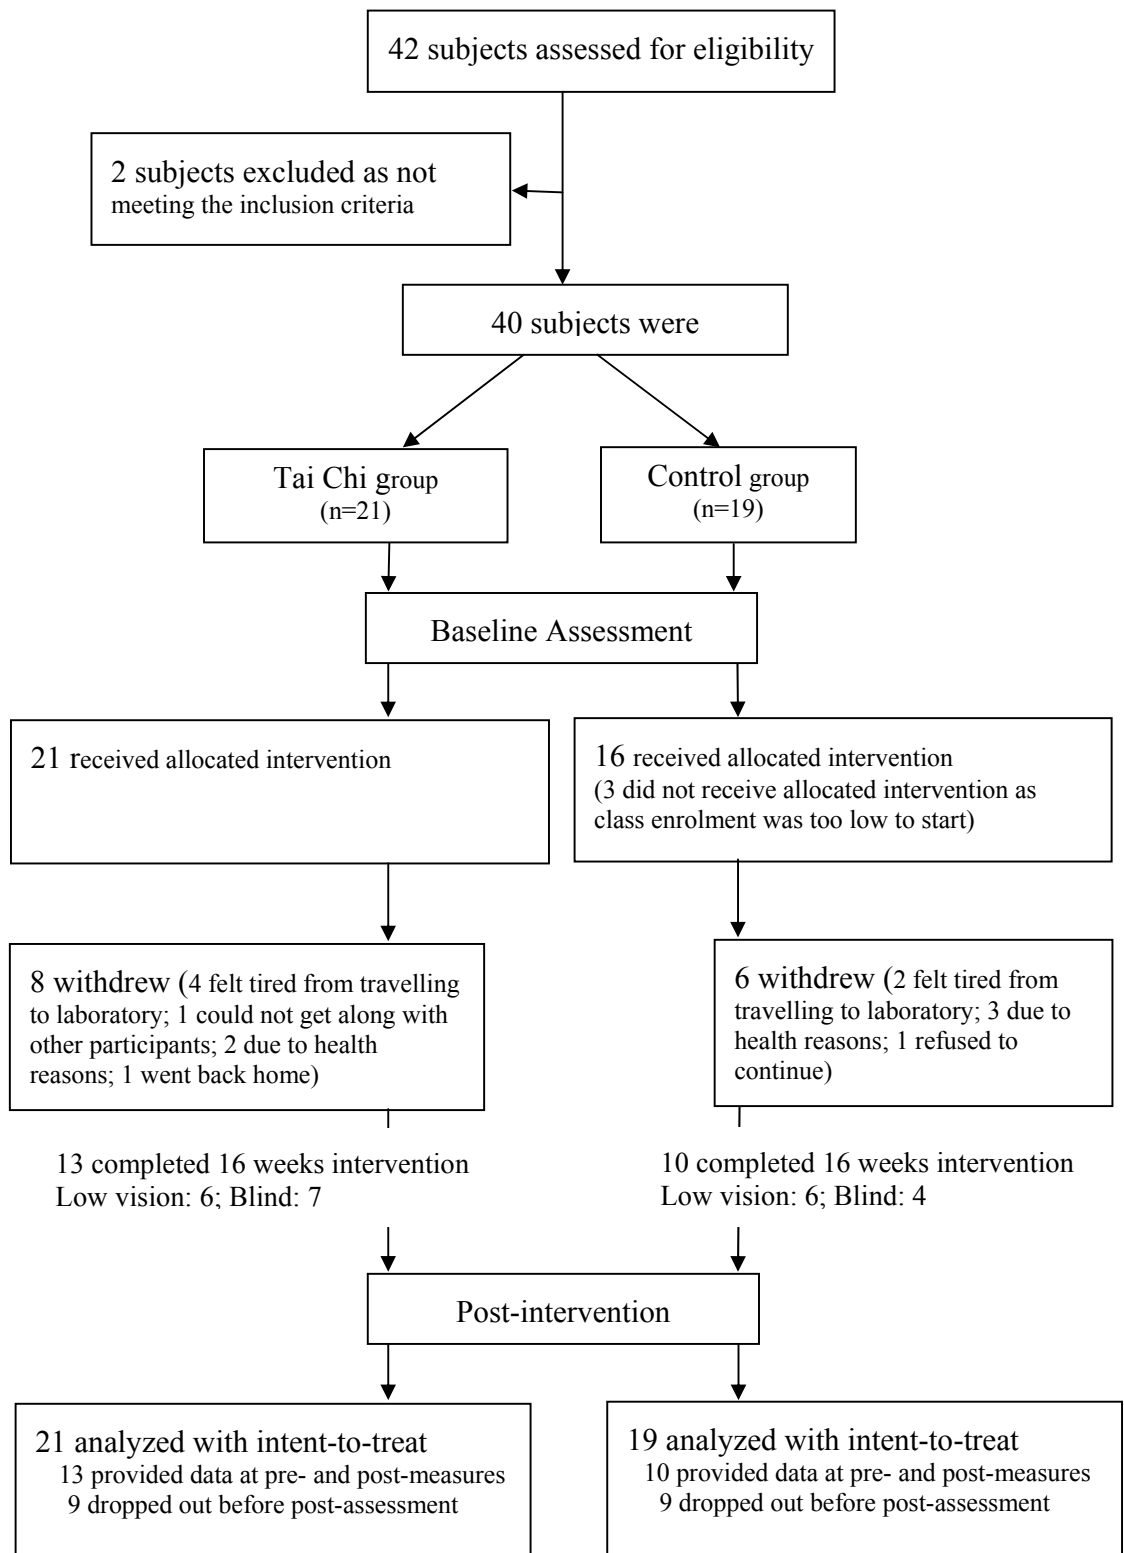 42 subjects assessed for eligibility
2 subjects excluded as not
meeting the inclusion criteria
40 subjects were
Tai Chi group
(n=21)
Control group
(n=19)
Baseline Assessment
21 received allocated intervention
16 received allocated intervention
(3 did not receive allocated intervention as
class enrolment was too low to start)
8 withdrew (4 felt tired from travelling
to laboratory; 1 could not get along with
other participants; 2 due to health
reasons; 1 went back home)
6 withdrew (2 felt tired from
travelling to laboratory; 3 due to
health reasons; 1 refused to
continue)
13 completed 16 weeks intervention
Low vision: 6; Blind: 7
10 completed 16 weeks intervention
Low vision: 6; Blind: 4
Post-intervention
21 analyzed with intent-to-treat
13 provided data at pre- and post-measures
9 dropped out before post-assessment
19 analyzed with intent-to-treat
10 provided data at pre- and post-measures
9 dropped out before post-assessment